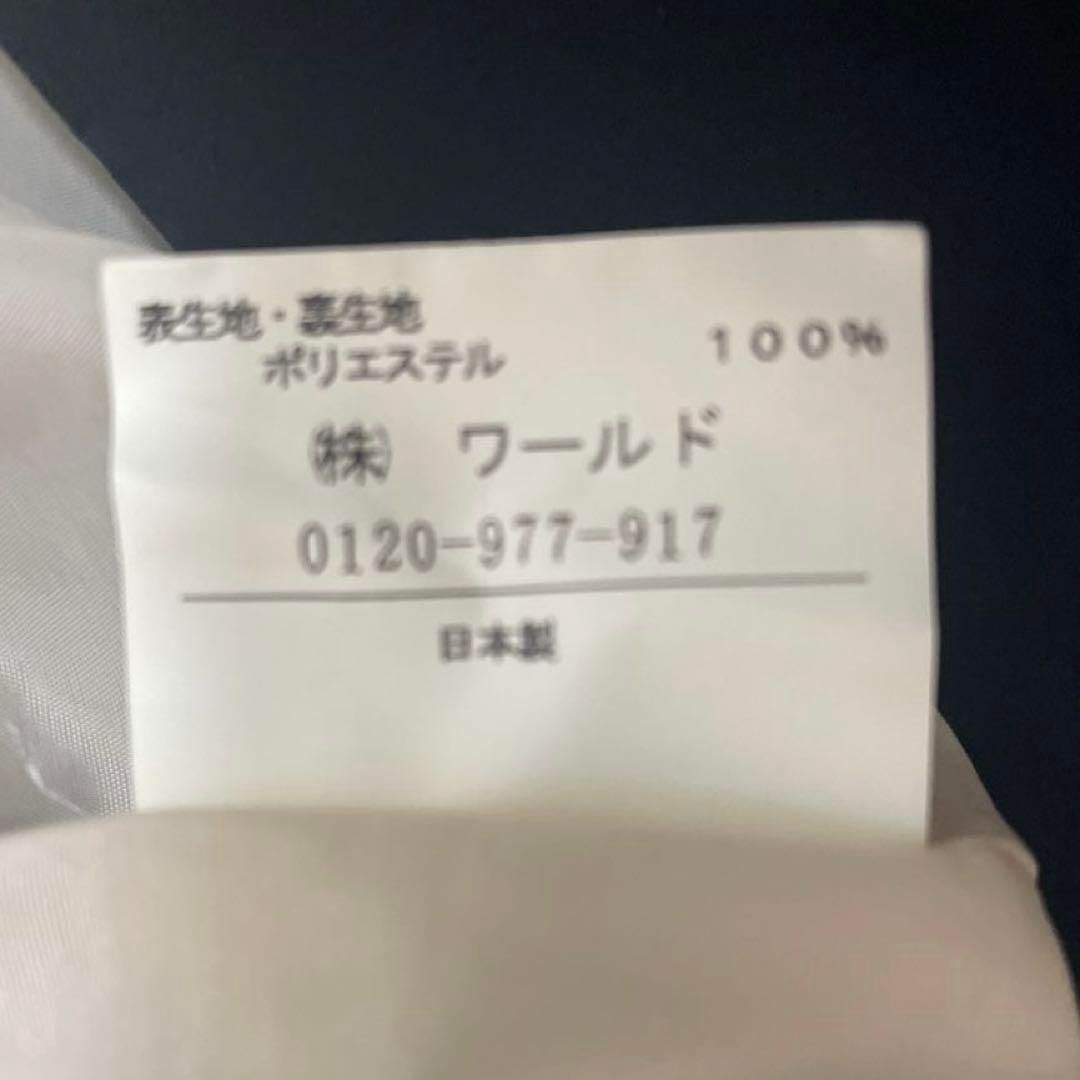 表生地・裏生地
ポリエステル 100%
㈱ ワールド
0120-977-917
日本製